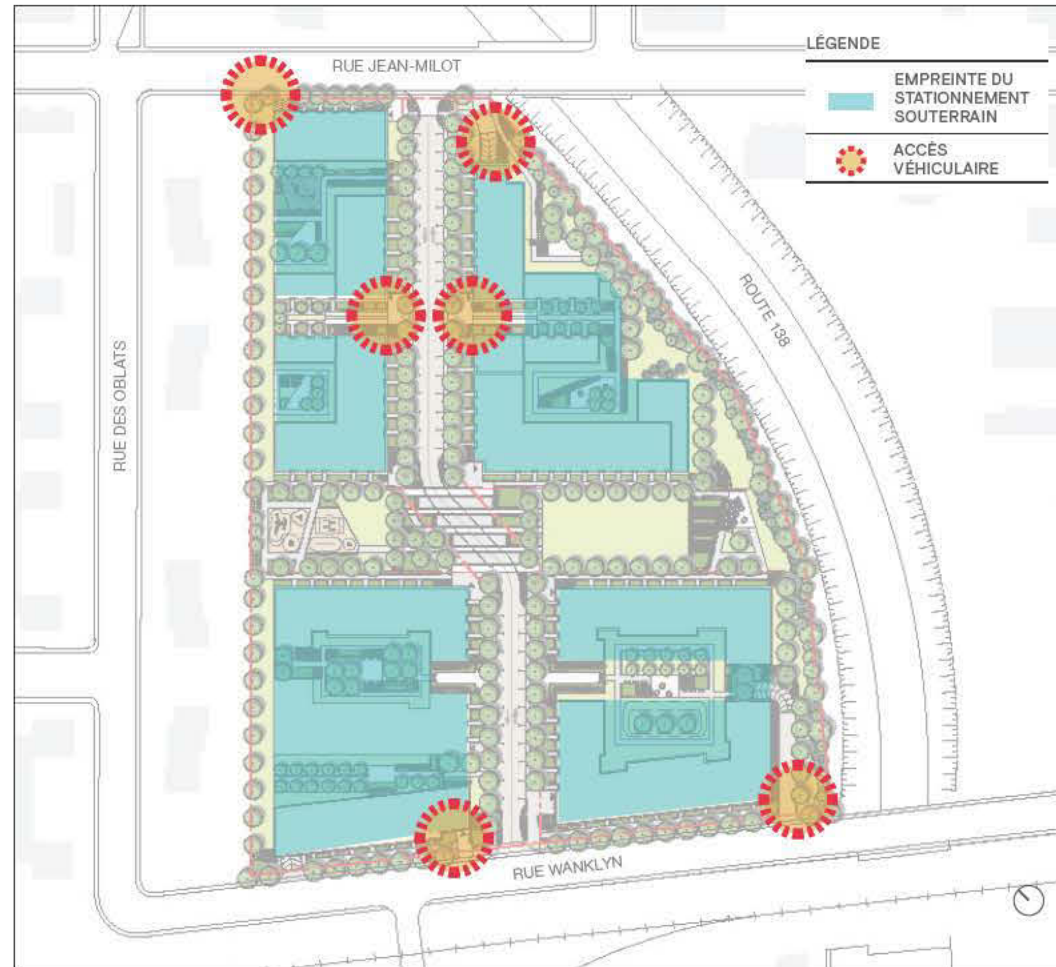 RUE JEAN-MILOT
LÉGENDE
EMPREINTE DU
STATIONNEMENT
SOUTERRAIN
ACCÈS
VÉHICULAIRE
ROUTE 138
RUE DES OBLATS
RUE WANKLYN